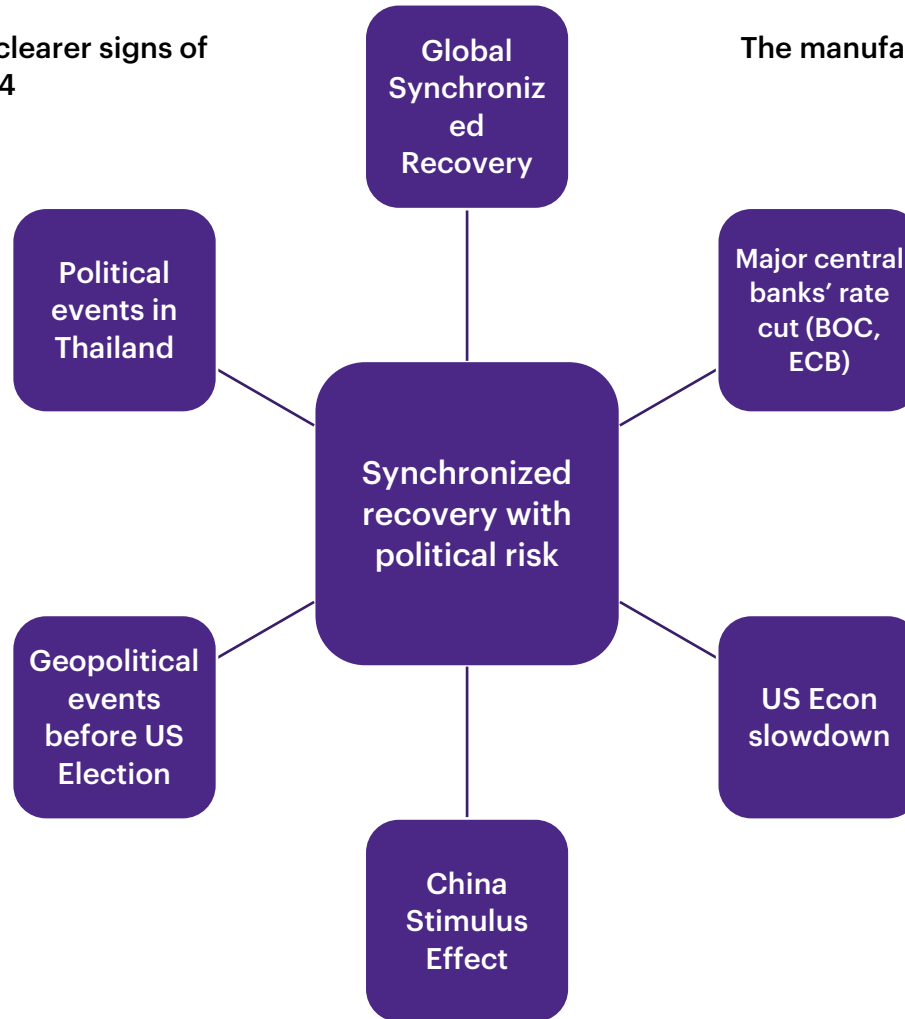 clearer signs of
4
The manufa
Global
Synchroniz
ed
Recovery
Political
events in
Thailand
Major central
banks’ rate
cut (BOC,
ECB)
Synchronized
recovery with
political risk
Geopolitical
events
before US
Election
US Econ
slowdown
China
Stimulus
Effect